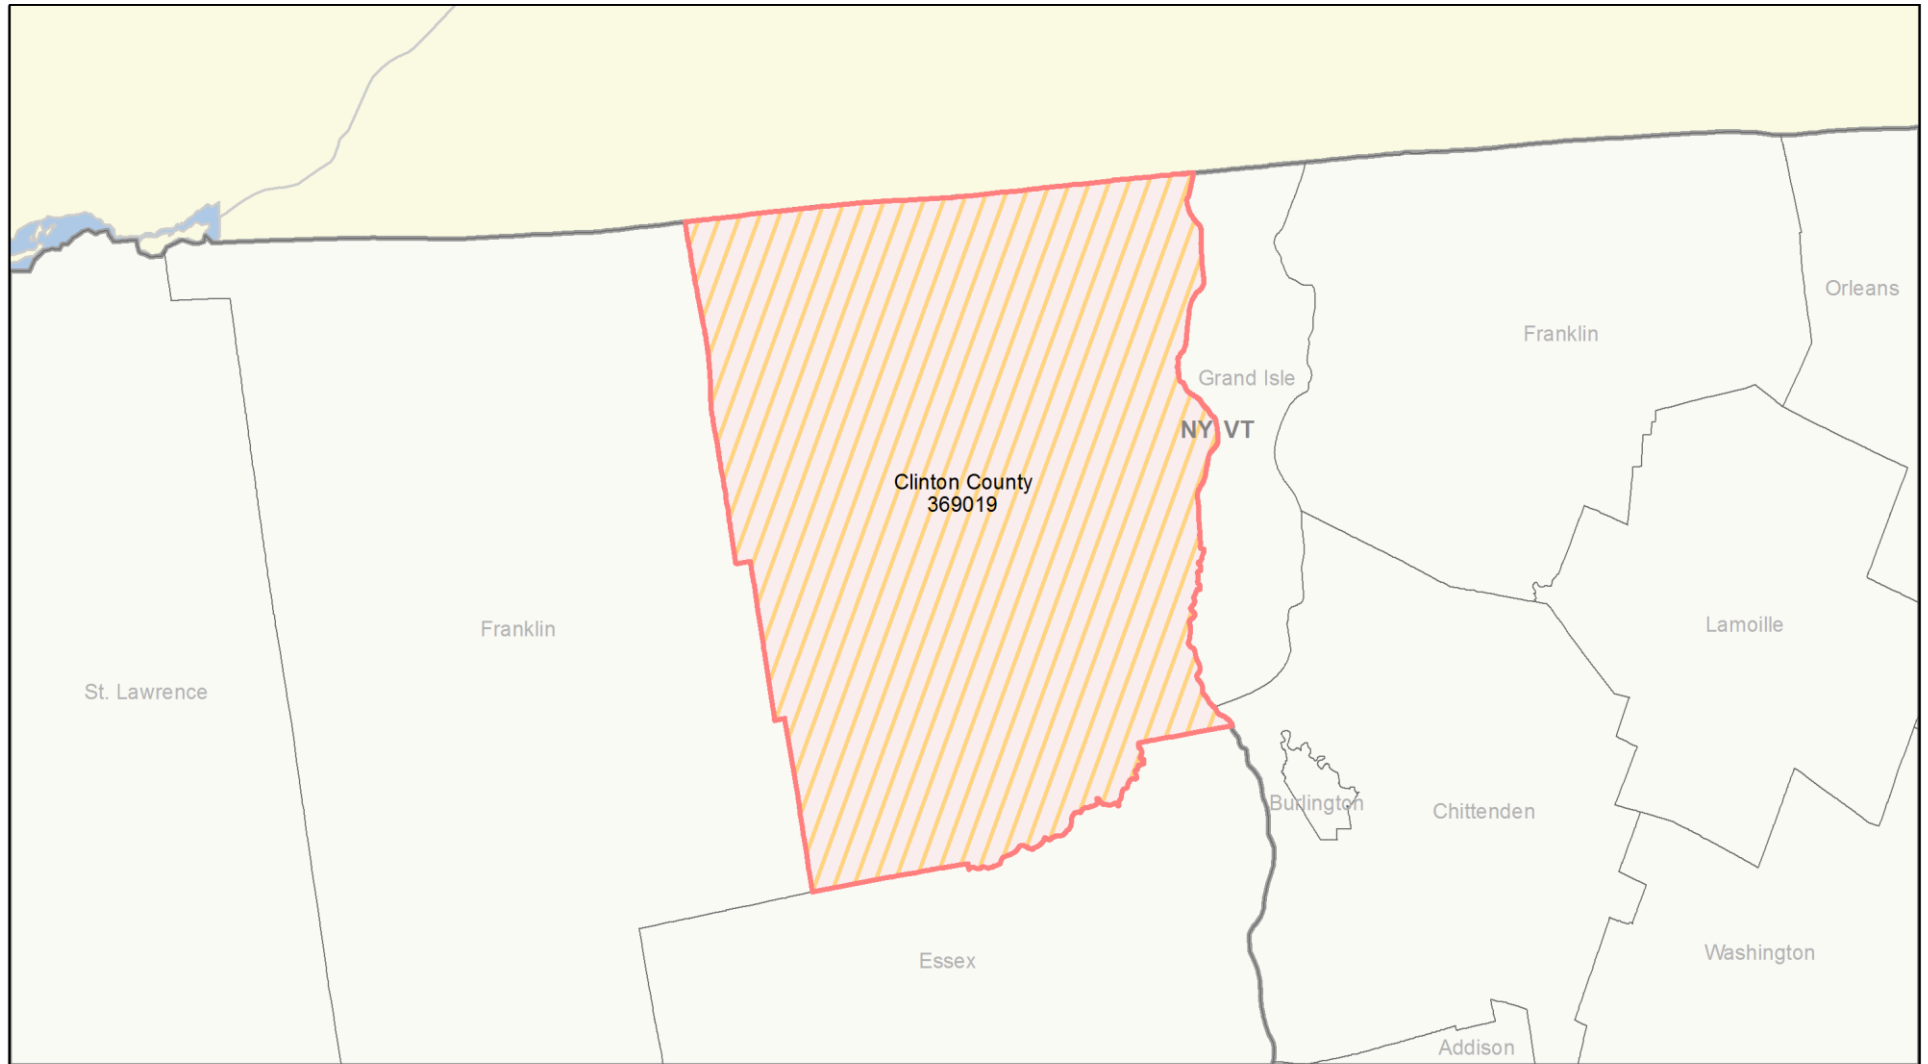 Orleans
Franklin
Grand Isle
NY VT
Clinton County
369019
Franklin
Lamoille
St. Lawrence
Burlington
Chittenden
Washington
Essex
Addison